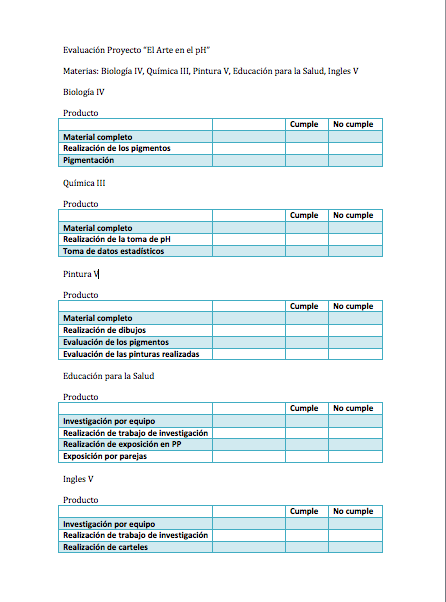 Evaluación Proyecto “El Arte en el pH”
Materias: Biología IV, Química III, Pintura V, Educación para la Salud, Ingles V
Biología IV
Producto
Cumple No cumple
Material completo
Realización de los pigmentos
Pigmentación
Química III
Producto
Cumple No cumple
Material completo
Realización de la toma de pH
Toma de datos estadísticos
Pintura V
Producto
Cumple No cumple
Material completo
Realización de dibujos
Evaluación de los pigmentos
Evaluación de las pinturas realizadas
Educación para la Salud
Producto
Cumple No cumple
Investigación por equipo
Realización de trabajo de investigación
Realización de exposición en PP
Exposición por parejas
Ingles V
Producto
Cumple No cumple
Investigación por equipo
Realización de trabajo de investigación
Realización de carteles